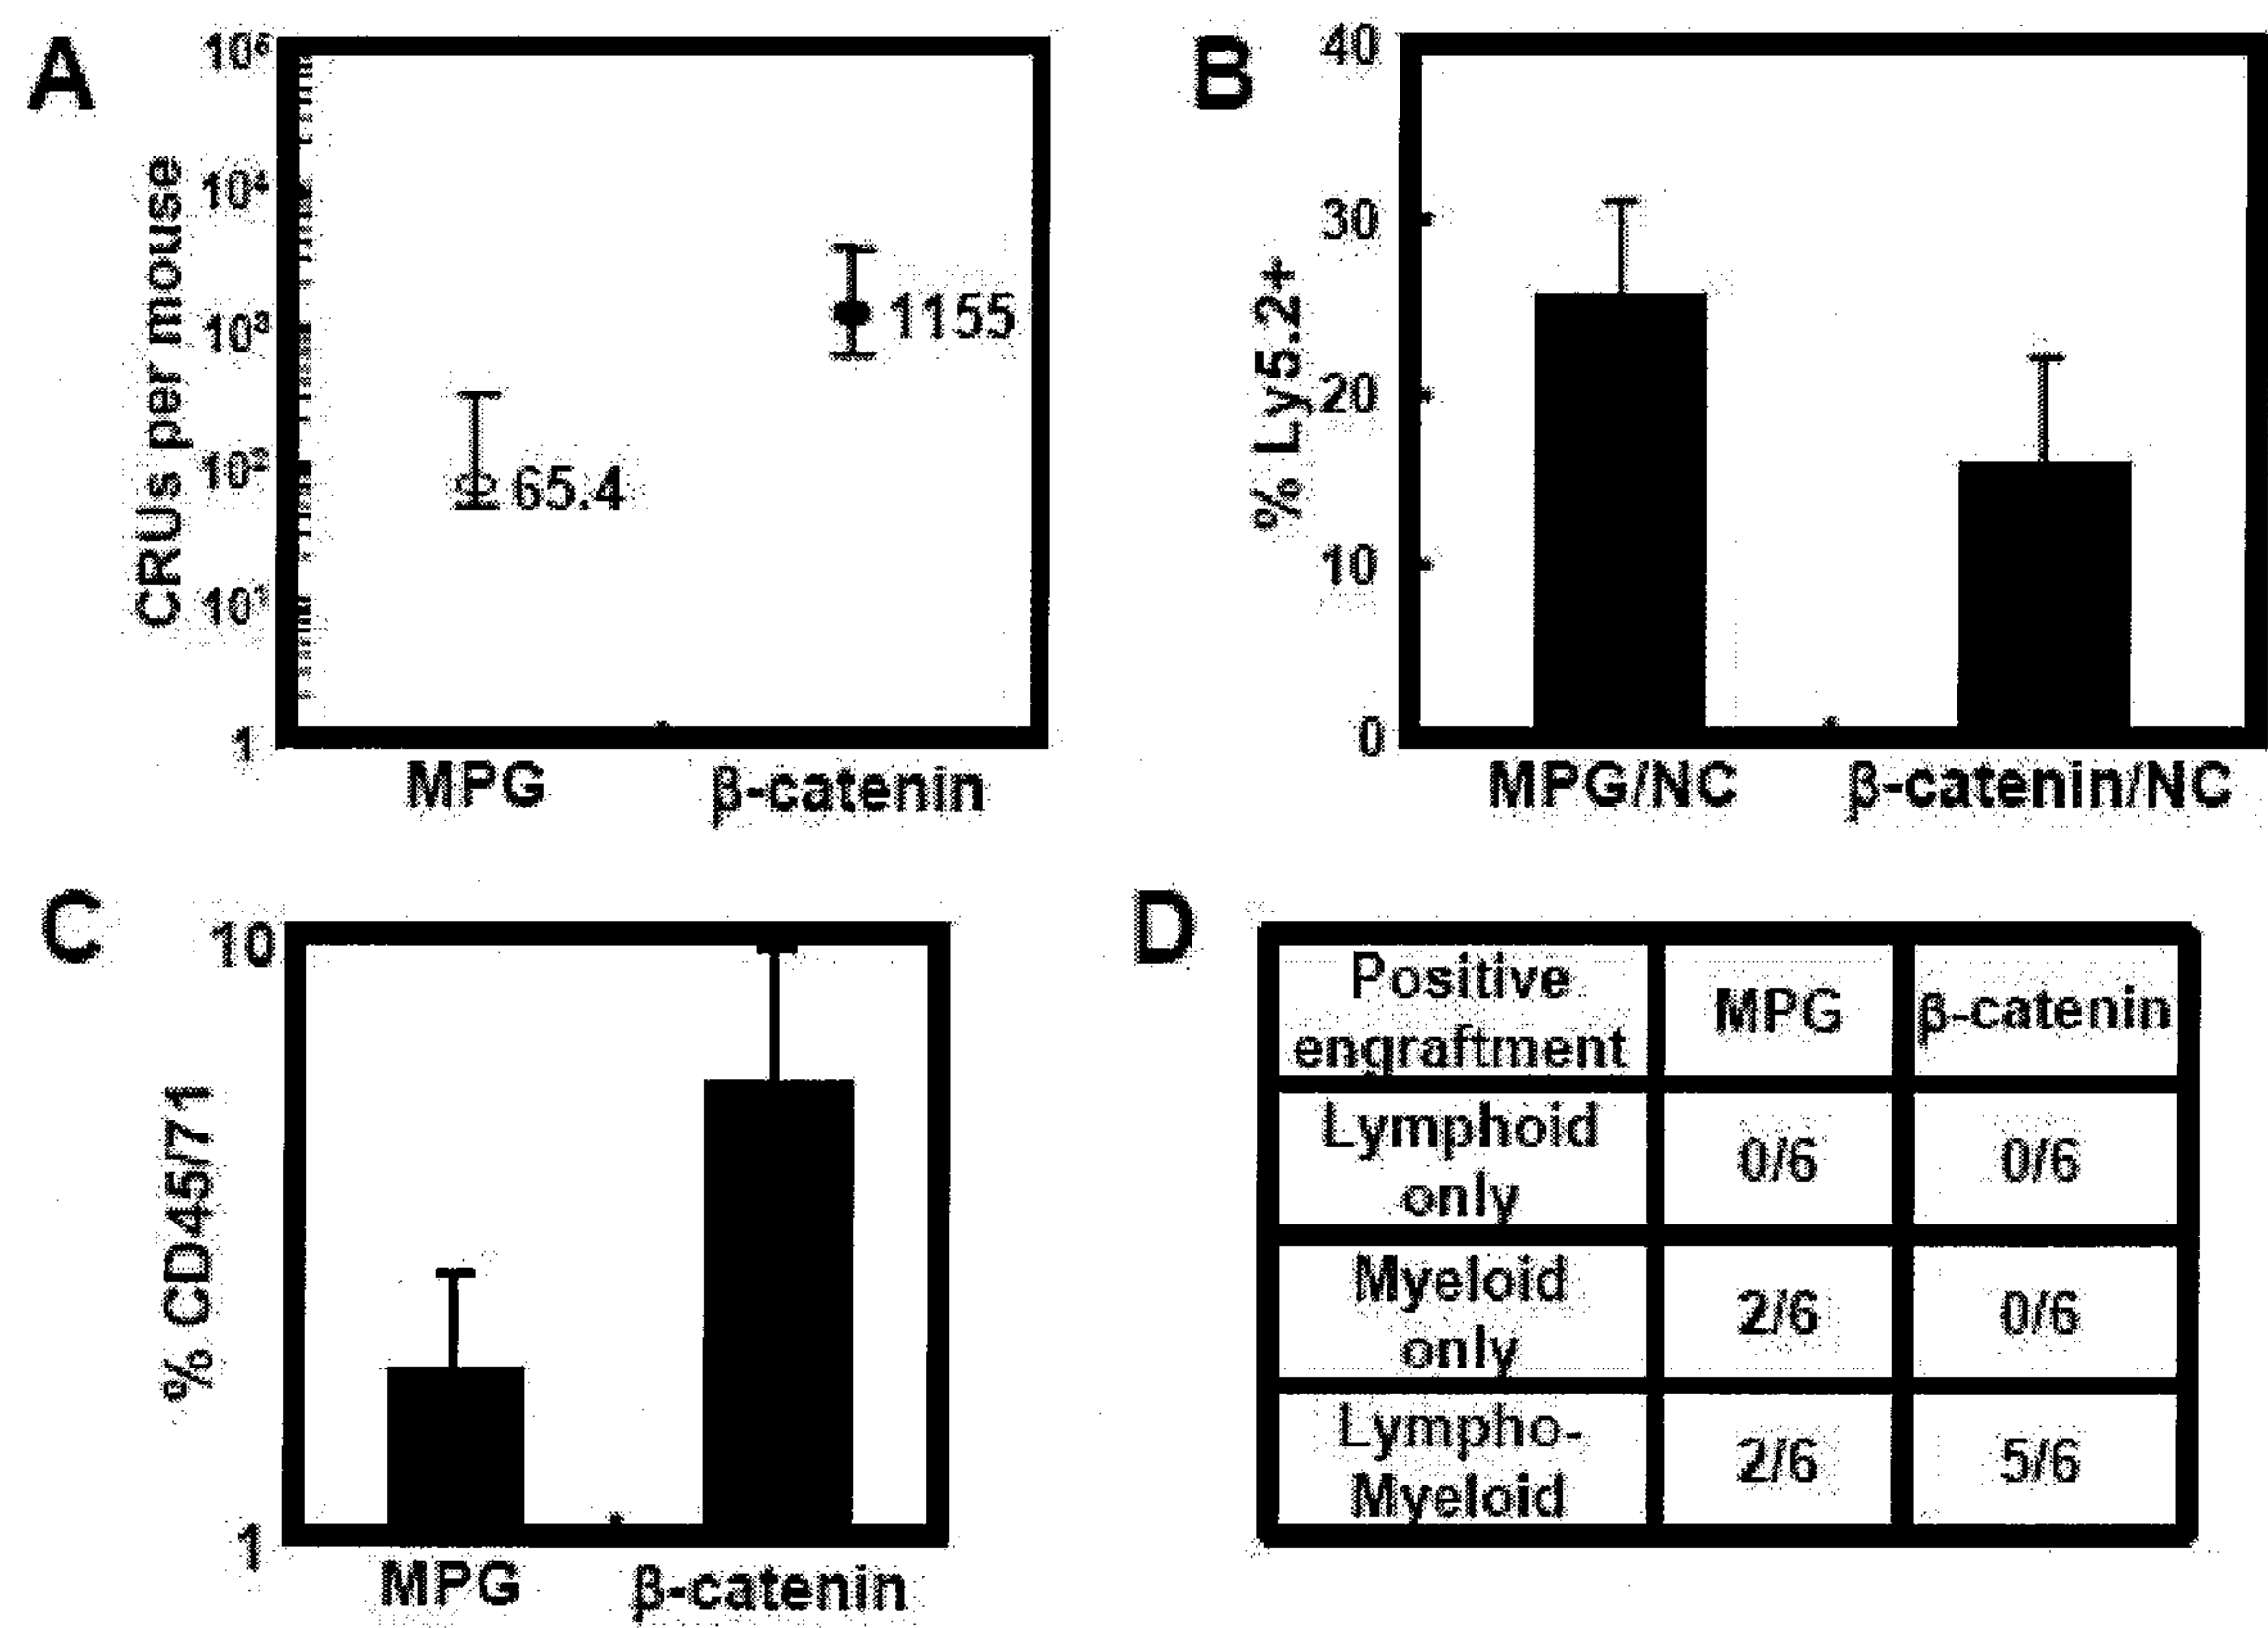 A
10⁵
10⁴
10³
10²
10¹
1
CRUs per mouse
65.4
1155
MPG
β-catenin
B
40
30
20
10
0
% Ly5.2+
MPG/NC
β-catenin/NC
C
10
1
% CD45/71
MPG
β-catenin
D
Positive
engraftment
MPG
β-catenin
Lymphoid
only
0/6
0/6
Myeloid
only
2/6
0/6
Lympho-
Myeloid
2/6
5/6